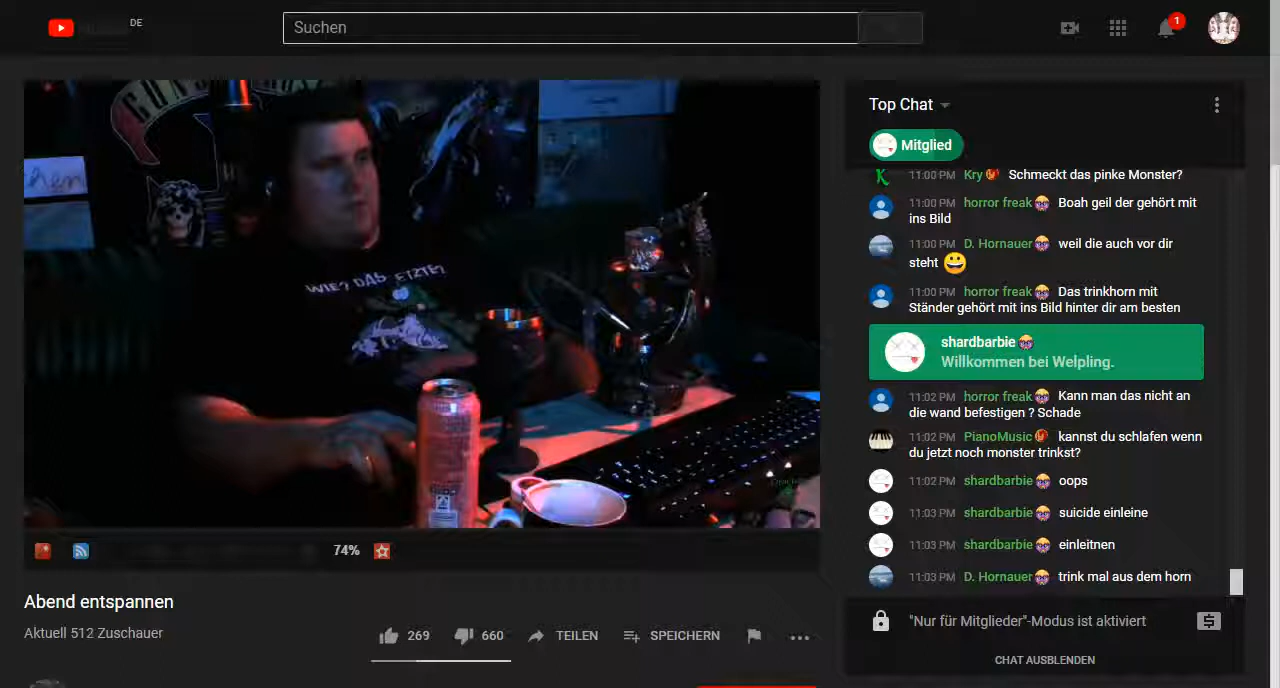 DE
Suchen
1
GUNS
chen
WIE? DAS ETZTE?
74%
Abend entspannen
Aktuell 512 Zuschauer
269
660
TEILEN
SPEICHERN
Top Chat
Mitglied
11:00 PM Kry Schmeckt das pinke Monster?
11:00 PM horror freak Boah geil der gehört mit
ins Bild
11:00 PM D. Hornauer weil die auch vor dir
steht 😀
11:00 PM horror freak Das trinkhorn mit
Ständer gehört mit ins Bild hinter dir am besten
shardbarbie
Willkommen bei Welpling.
11:02 PM horror freak Kann man das nicht an
die wand befestigen ? Schade
11:02 PM PianoMusic kannst du schlafen wenn
du jetzt noch monster trinkst?
11:02 PM shardbarbie oops
11:03 PM shardbarbie suicide einleine
11:03 PM shardbarbie einleitnen
11:03 PM D. Hornauer trink mal aus dem horn
"Nur für Mitglieder"-Modus ist aktiviert
CHAT AUSBLENDEN